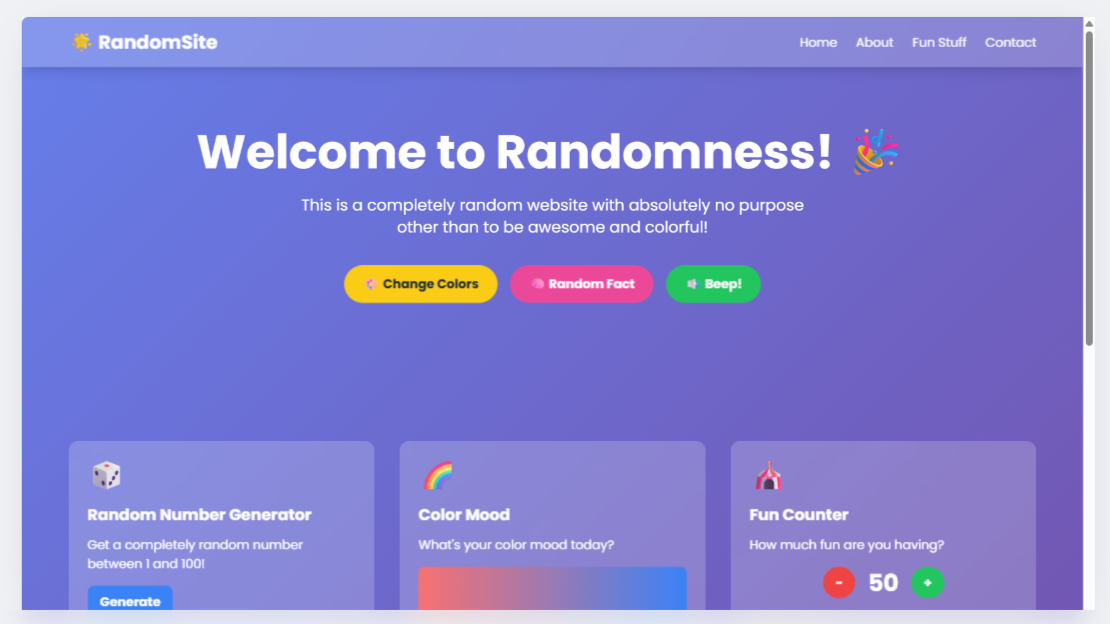 RandomSite
Home About Fun Stuff Contact
Welcome to Randomness!
This is a completely random website with absolutely no purpose
other than to be awesome and colorful!
Change Colors
Random Fact
Beep!
Random Number Generator
Get a completely random number
between 1 and 100!
Generate
Color Mood
What's your color mood today?
Fun Counter
How much fun are you having?
- 50 +